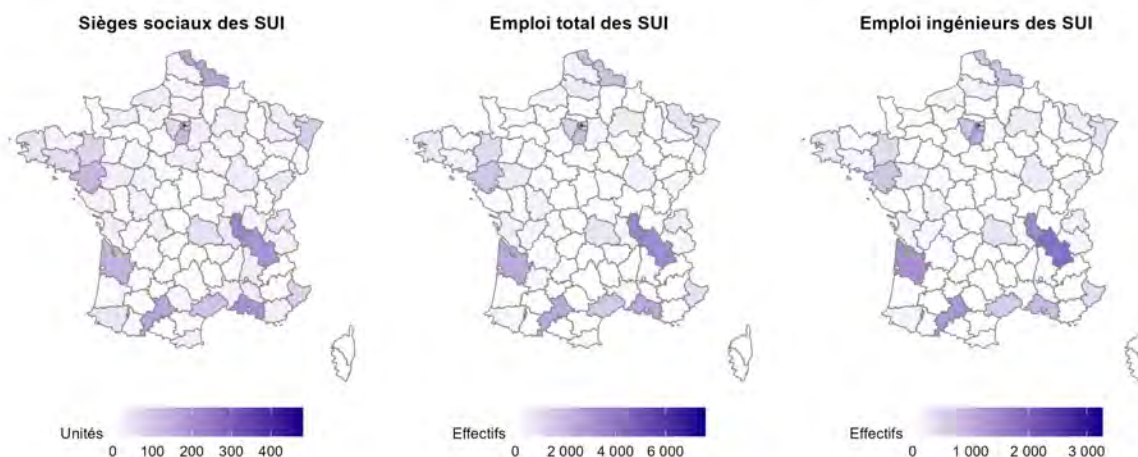 Sièges sociaux des SUI
Emploi total des SUI
Emploi ingénieurs des SUI
Unités
0 100 200 300 400
Effectifs
0 2 000 4 000 6 000
Effectifs
0 1 000 2 000 3 000